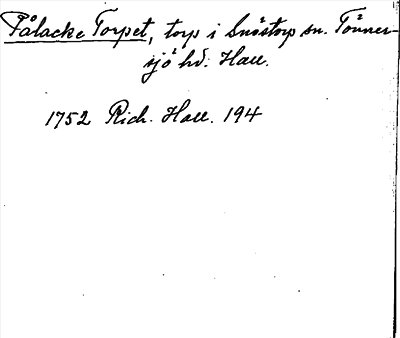 Pålacke Torpet, torp i Snöstorp sn. Tönner-
sjö hd. Hall.
1752 Rich. Hall. 194